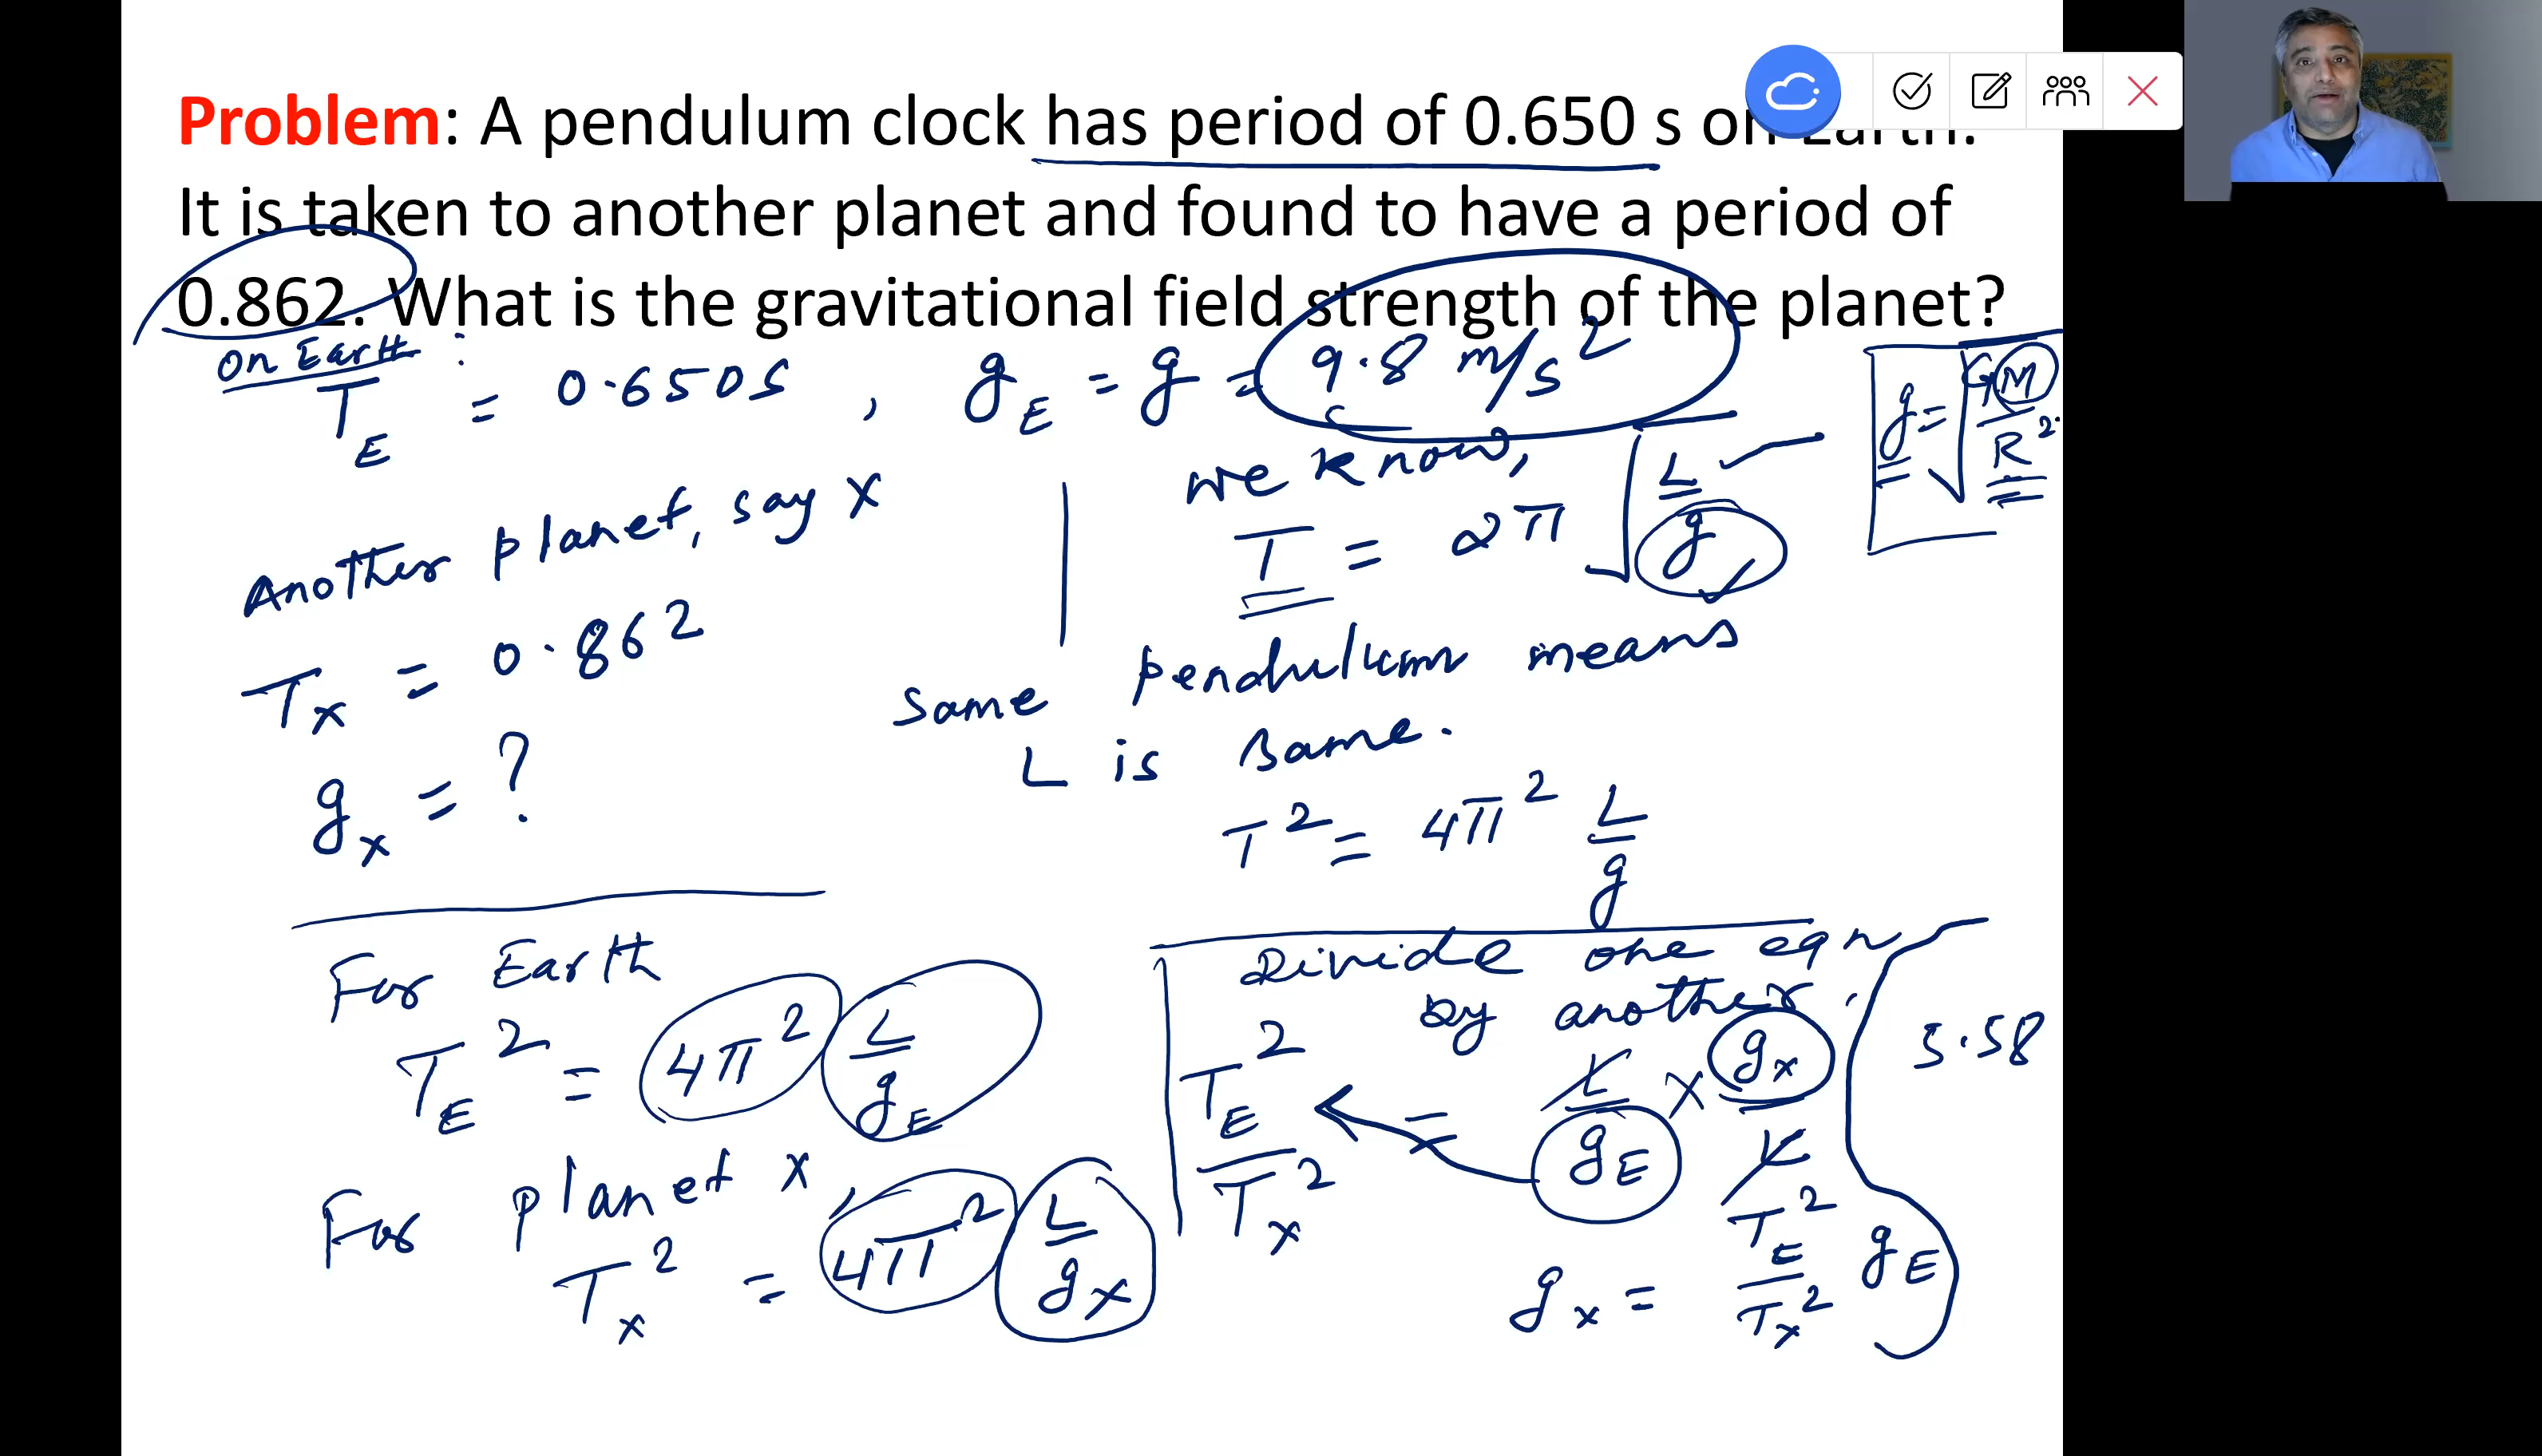 Problem: A pendulum clock has period of 0.650 s on Earth.
It is taken to another planet and found to have a period of
0.862. What is the gravitational field strength of the planet?
On Earth :
T_E = 0.650S , g_E = g = 9.8 m/s²
g = √(GM/R²)
Another planet, say x
T_x = 0.862
g_x = ?
we know,
T = 2π √(L/g)
Same pendulum means
L is same.
T² = 4π² L/g
For Earth
T_E² = 4π² L/g_E
For planet x
T_x² = 4π² L/g_x
Divide one eqn
by another
T_E²/T_x² = L/g_E × g_x/L
g_x = T_E²/T_x² g_E
5.58